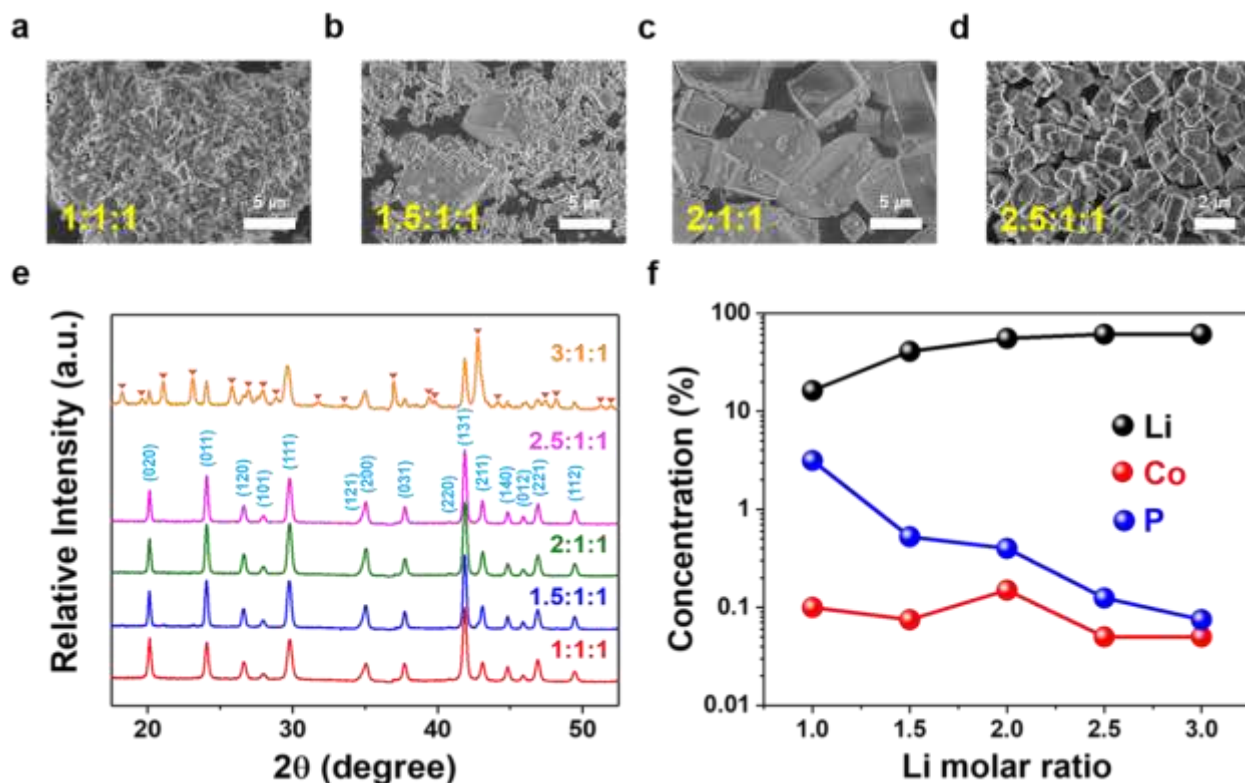 a
b
c
d
1:1:1
5 μm
1.5:1:1
5 μm
2:1:1
5 μm
2.5:1:1
2 μm
e
Relative Intensity (a.u.)
3:1:1
2.5:1:1
2:1:1
1.5:1:1
1:1:1
(020)
(011)
(120)
(101)
(111)
(121)
(200)
(031)
(220)
(131)
(211)
(140)
(012)
(221)
(112)
20
30
40
50
2θ (degree)
f
Concentration (%)
100
10
1
0.1
0.01
Li
Co
P
1.0
1.5
2.0
2.5
3.0
Li molar ratio